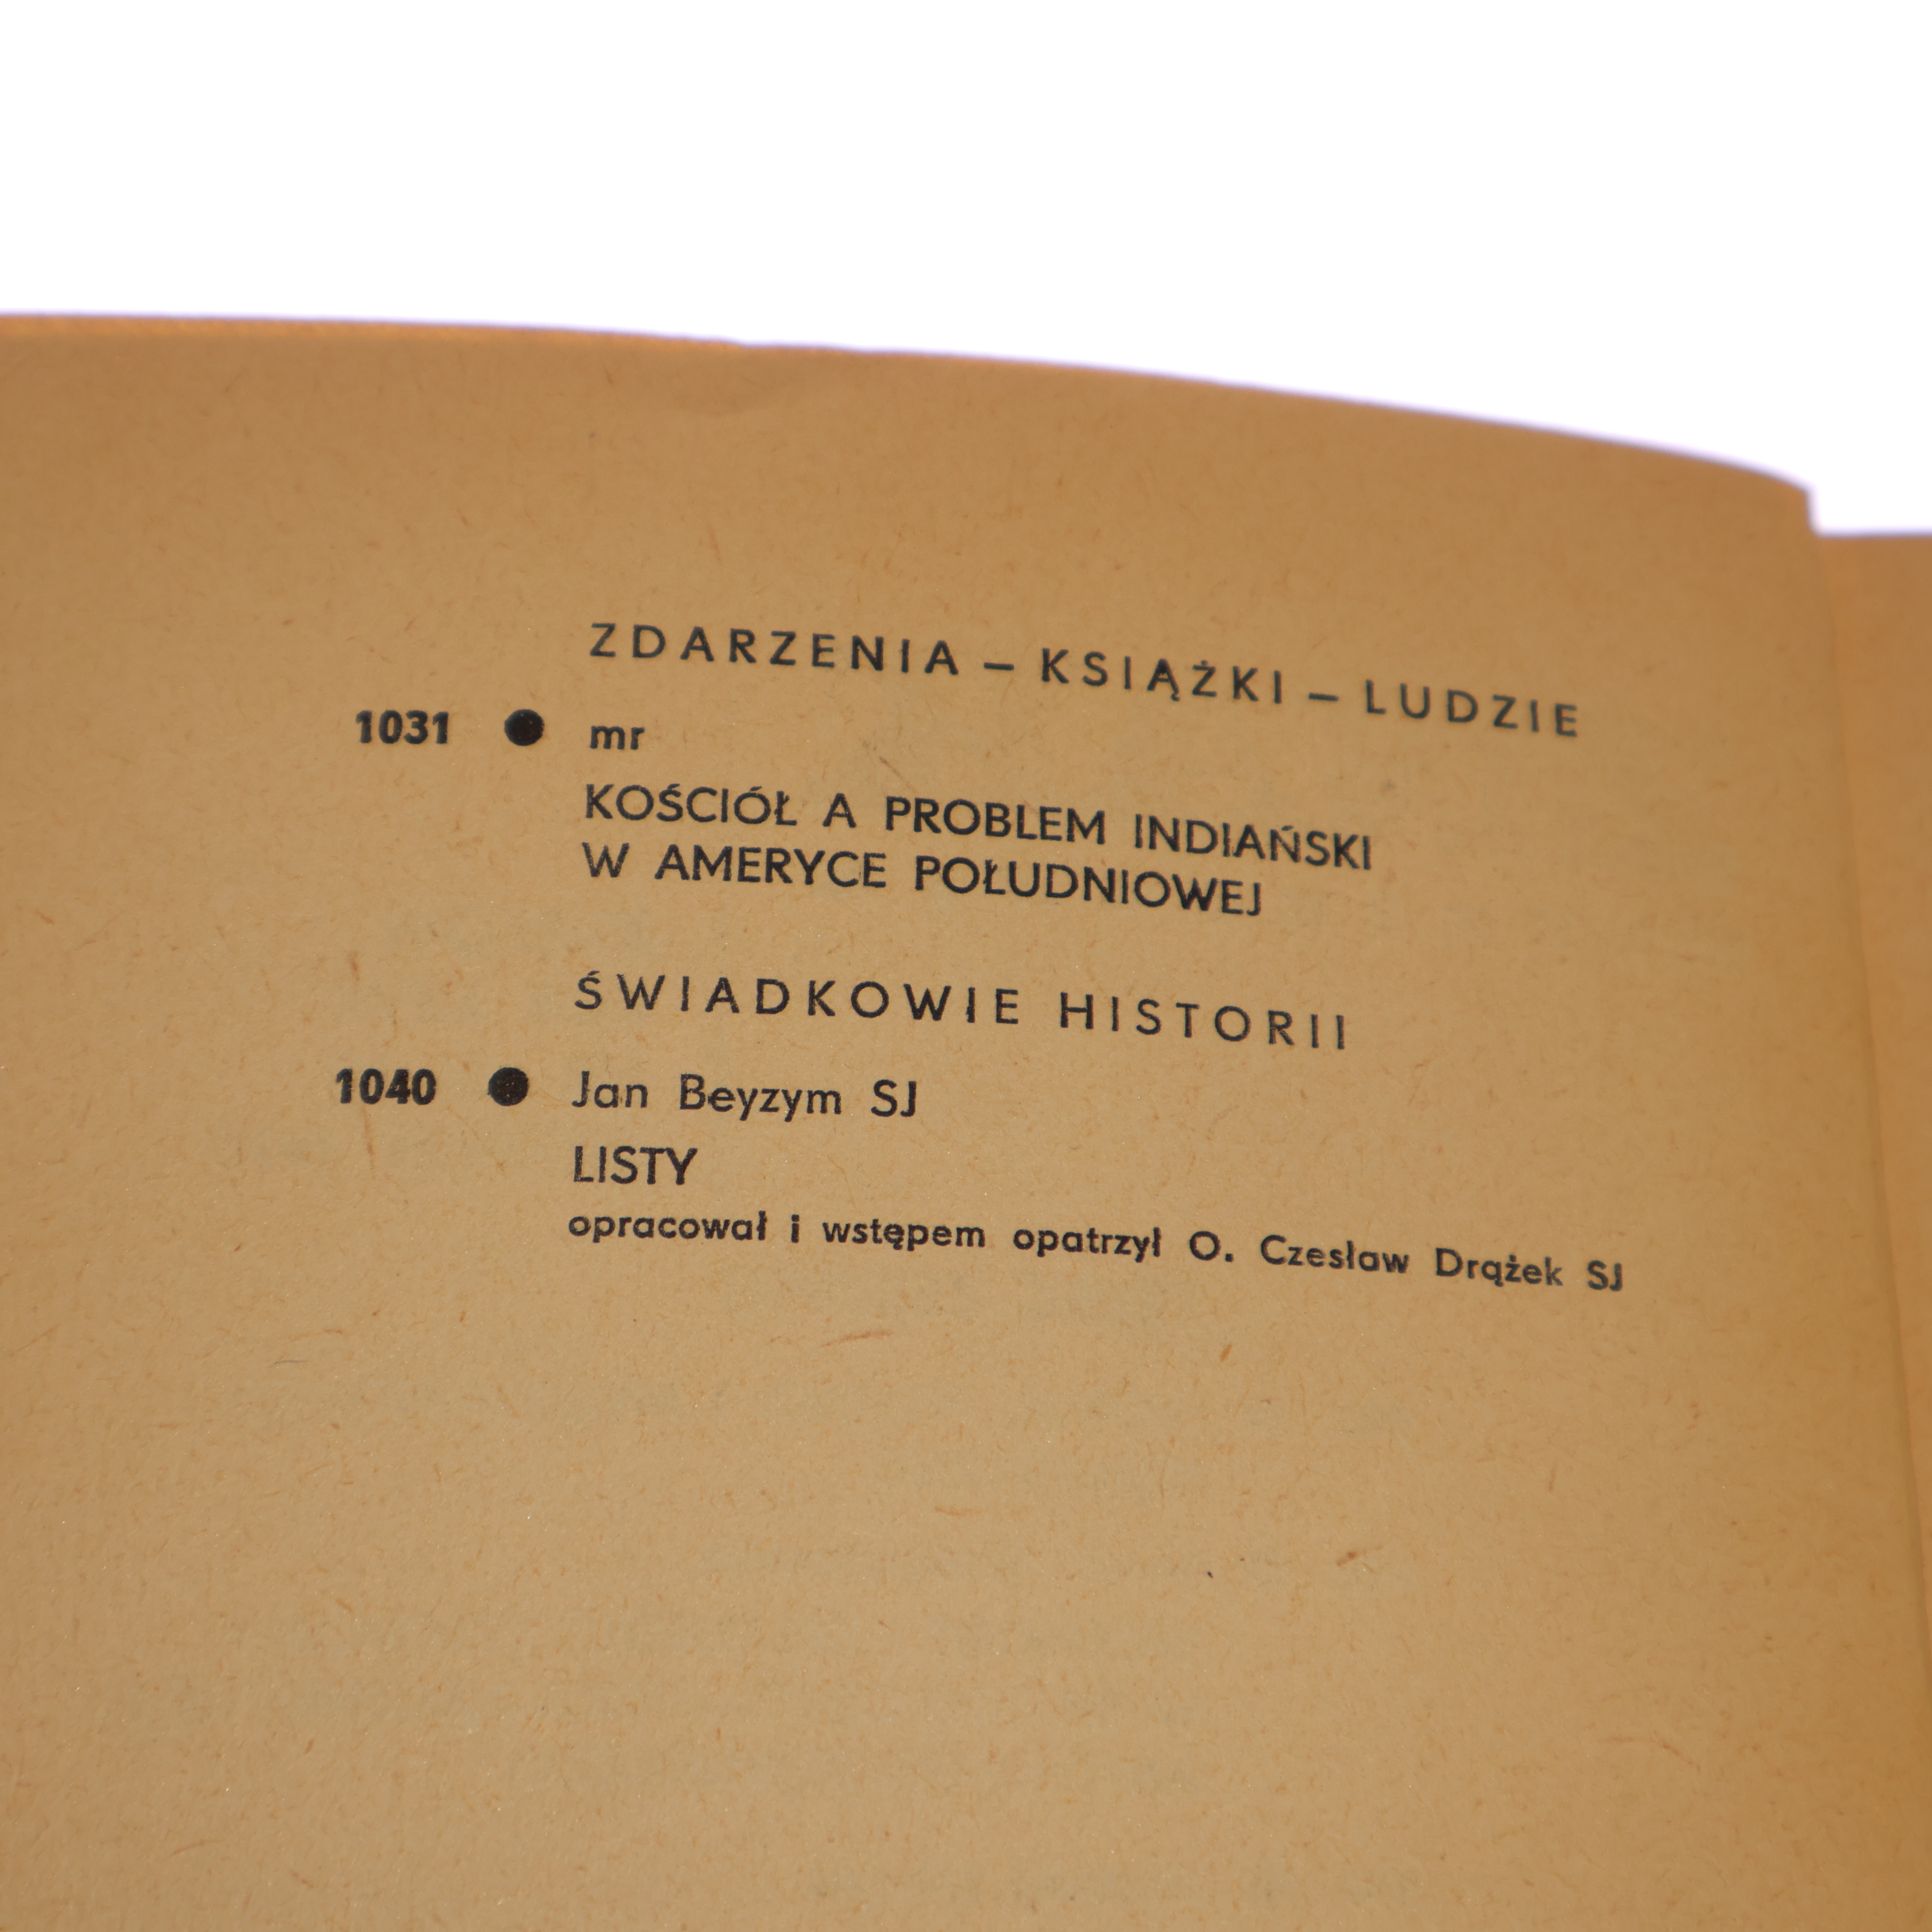 ZDARZENIA – KSIĄŻKI – LUDZIE
1031 ● mr
KOŚCIÓŁ A PROBLEM INDIAŃSKI
W AMERYCE POŁUDNIOWEJ
ŚWIADKOWIE HISTORII
1040 ● Jan Beyzym SJ
LISTY
opracował i wstępem opatrzył O. Czesław Drążek SJ